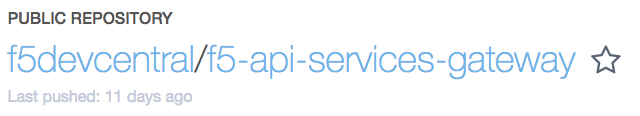 PUBLIC REPOSITORY
f5devcentral/f5-api-services-gateway
Last pushed: 11 days ago